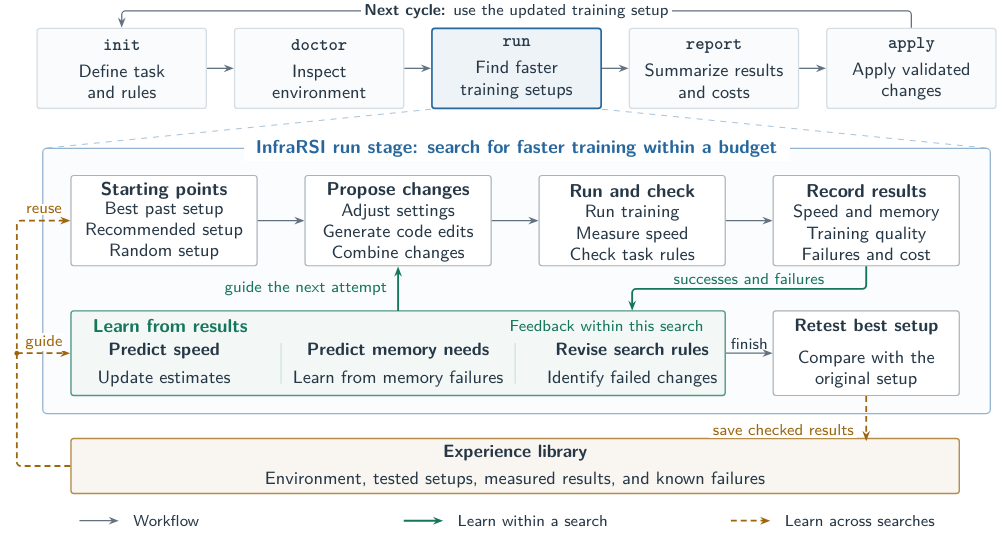 Next cycle: use the updated training setup
init
Define task
and rules
doctor
Inspect
environment
run
Find faster
training setups
report
Summarize results
and costs
apply
Apply validated
changes
InfraRSI run stage: search for faster training within a budget
Starting points
Best past setup
Recommended setup
Random setup
Propose changes
Adjust settings
Generate code edits
Combine changes
Run and check
Run training
Measure speed
Check task rules
Record results
Speed and memory
Training quality
Failures and cost
reuse
guide the next attempt
successes and failures
guide
Learn from results
Feedback within this search
Predict speed
Update estimates
Predict memory needs
Learn from memory failures
Revise search rules
Identify failed changes
finish
Retest best setup
Compare with the
original setup
save checked results
Experience library
Environment, tested setups, measured results, and known failures
Workflow
Learn within a search
Learn across searches